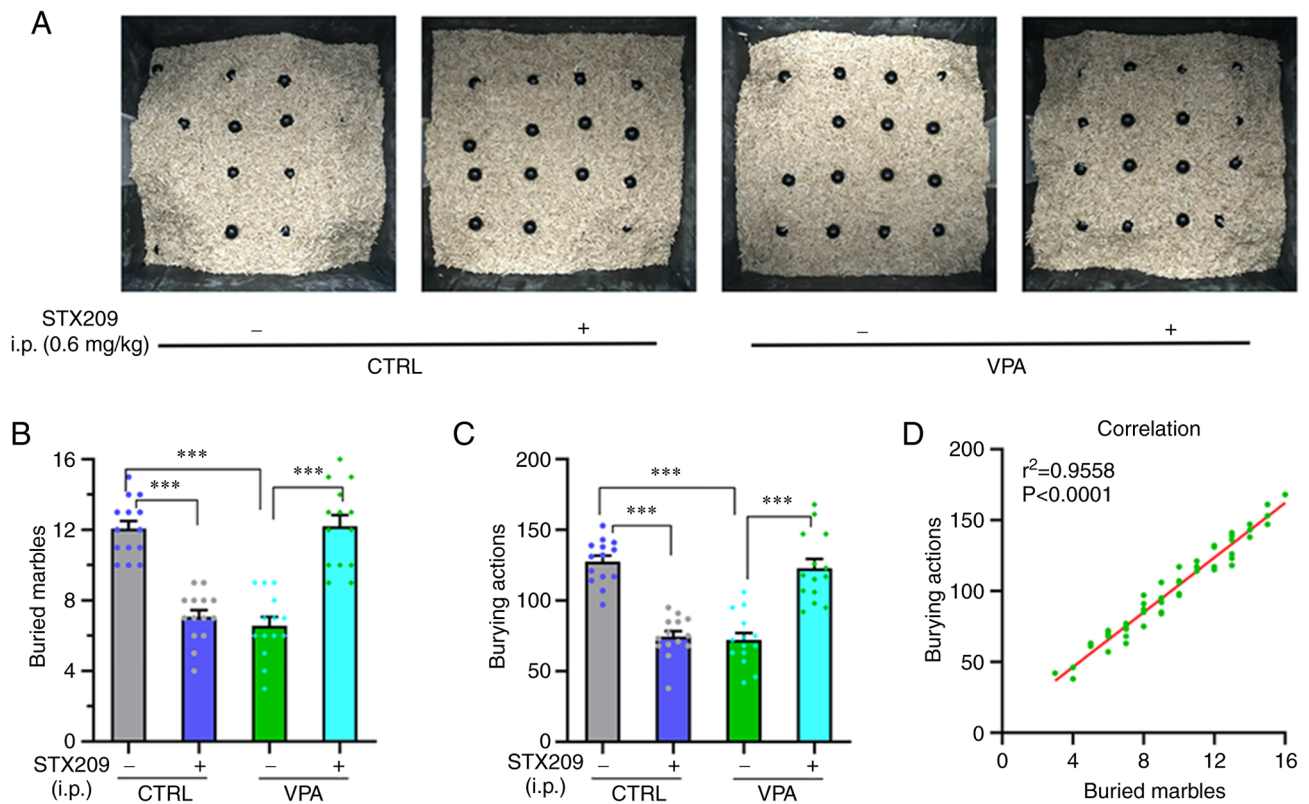 A
STX209
i.p. (0.6 mg/kg)
– + – +
CTRL VPA
B
***
***
***
16
12
8
4
0
Buried marbles
STX209
(i.p.)
– + – +
CTRL VPA
C
***
***
***
200
150
100
50
0
Burying actions
STX209
(i.p.)
– + – +
CTRL VPA
D
Correlation
r²=0.9558
P<0.0001
200
150
100
50
0
Burying actions
0 4 8 12 16
Buried marbles